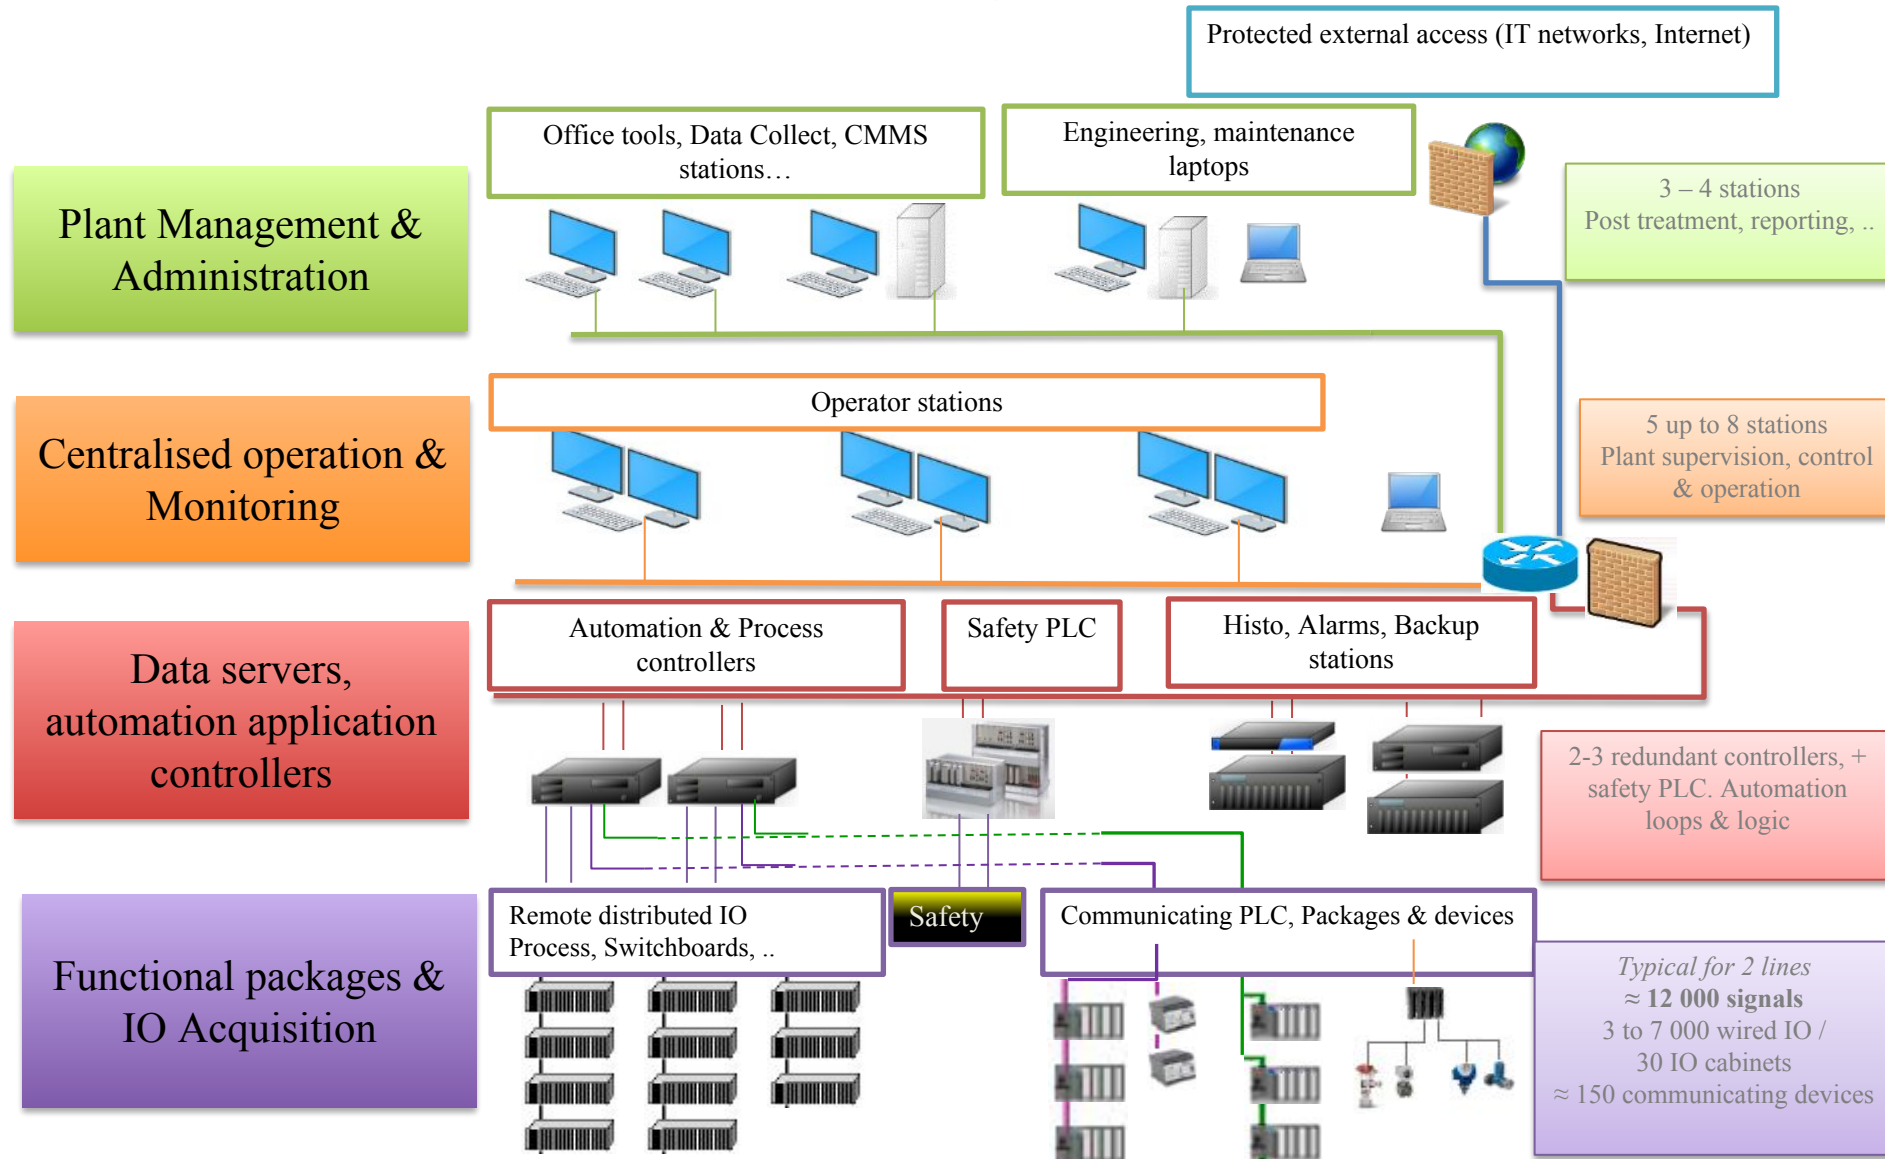 Protected external access (IT networks, Internet)
Office tools, Data Collect, CMMS
stations…
Engineering, maintenance
laptops
Plant Management &
Administration
3 – 4 stations
Post treatment, reporting, ..
Operator stations
Centralised operation &
Monitoring
5 up to 8 stations
Plant supervision, control
& operation
Automation & Process
controllers
Safety PLC
Histo, Alarms, Backup
stations
Data servers,
automation application
controllers
2-3 redundant controllers, +
safety PLC. Automation
loops & logic
Remote distributed IO
Process, Switchboards, ..
Safety
Communicating PLC, Packages & devices
Functional packages &
IO Acquisition
Typical for 2 lines
≈ 12 000 signals
3 to 7 000 wired IO /
30 IO cabinets
≈ 150 communicating devices